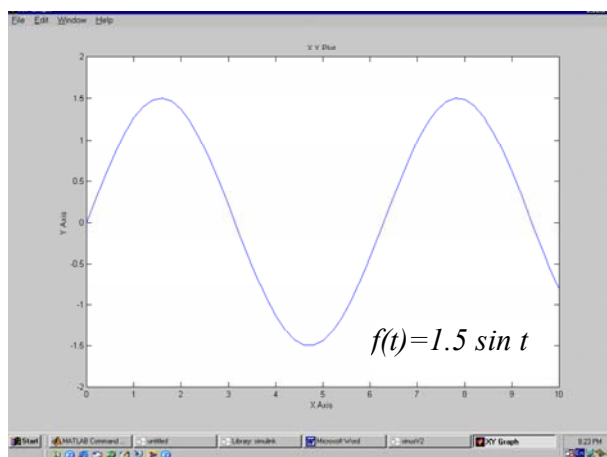 File Edit Window Help
X Y Plot
2
1.5
1
0.5
0
-0.5
-1
-1.5
-2
Y Axis
f(t)=1.5 sin t
0 1 2 3 4 5 6 7 8 9 10
X Axis
Start MATLAB Command ... untitled Library: simulink Microsoft Word sinusV2 XY Graph 8:23 PM